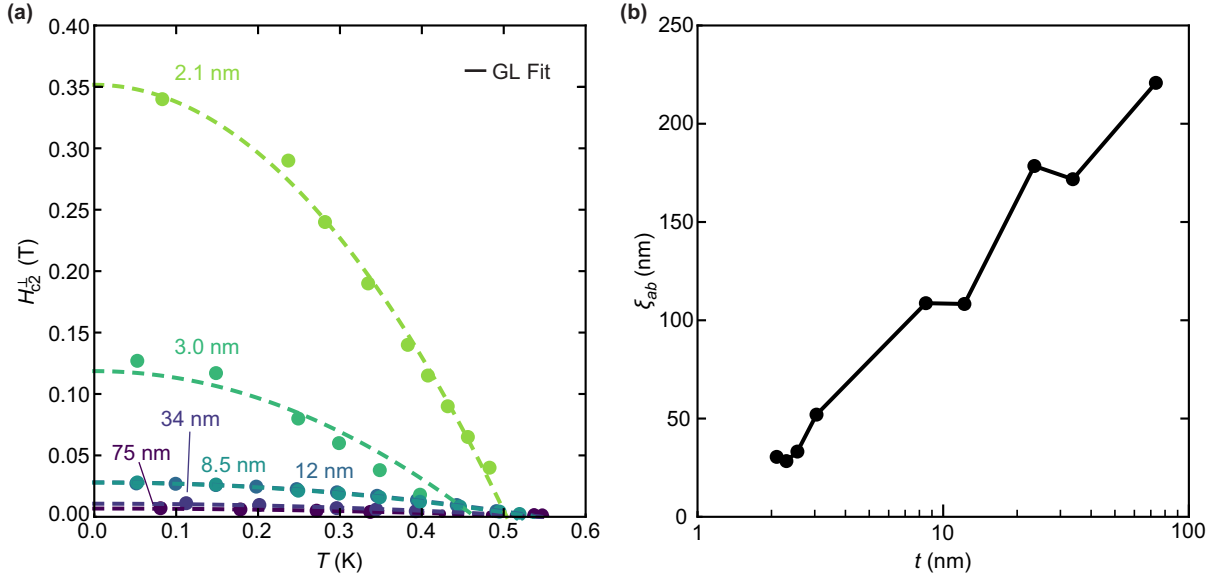 (a)
0.40
0.35
0.30
0.25
0.20
0.15
0.10
0.05
0.00
H⊥c2 (T)
2.1 nm
GL Fit
3.0 nm
34 nm
75 nm
8.5 nm
12 nm
0.0 0.1 0.2 0.3 0.4 0.5 0.6
T (K)
(b)
250
200
150
100
50
0
ξab (nm)
1 10 100
t (nm)